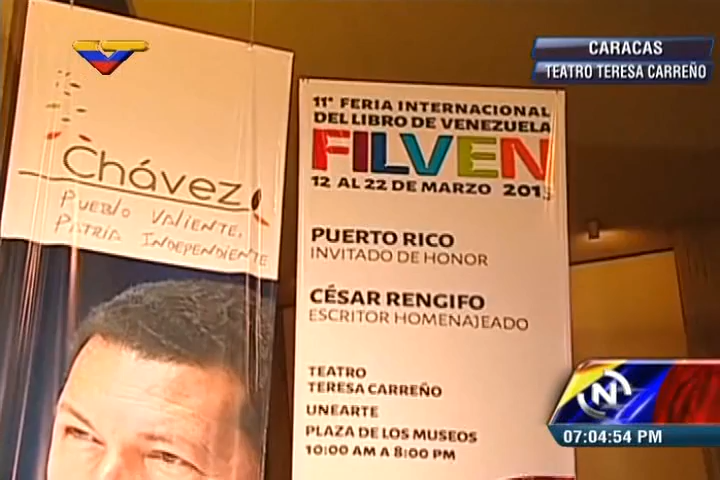 CARACAS
TEATRO TERESA CARREÑO
Chávez
PUEBLO VALIENTE,
PATRIA INDEPENDIENTE
11ª FERIA INTERNACIONAL
DEL LIBRO DE VENEZUELA
FILVEN
12 AL 22 DE MARZO 2015
PUERTO RICO
INVITADO DE HONOR
CÉSAR RENGIFO
ESCRITOR HOMENAJEADO
TEATRO
TERESA CARREÑO
UNEARTE
PLAZA DE LOS MUSEOS
10:00 AM A 8:00 PM
N
07:04:54 PM